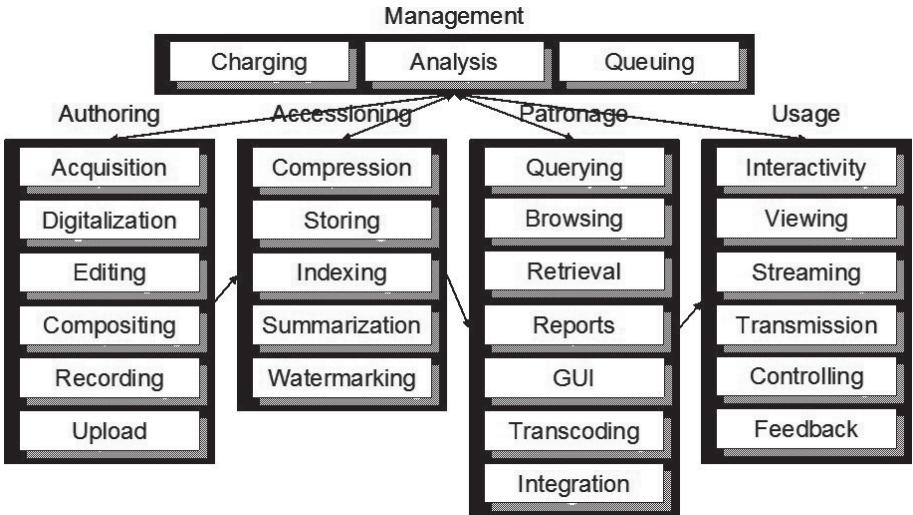 Management
Charging
Analysis
Queuing
Authoring
Accessioning
Patronage
Usage
Acquisition
Digitalization
Editing
Compositing
Recording
Upload
Compression
Storing
Indexing
Summarization
Watermarking
Querying
Browsing
Retrieval
Reports
GUI
Transcoding
Integration
Interactivity
Viewing
Streaming
Transmission
Controlling
Feedback